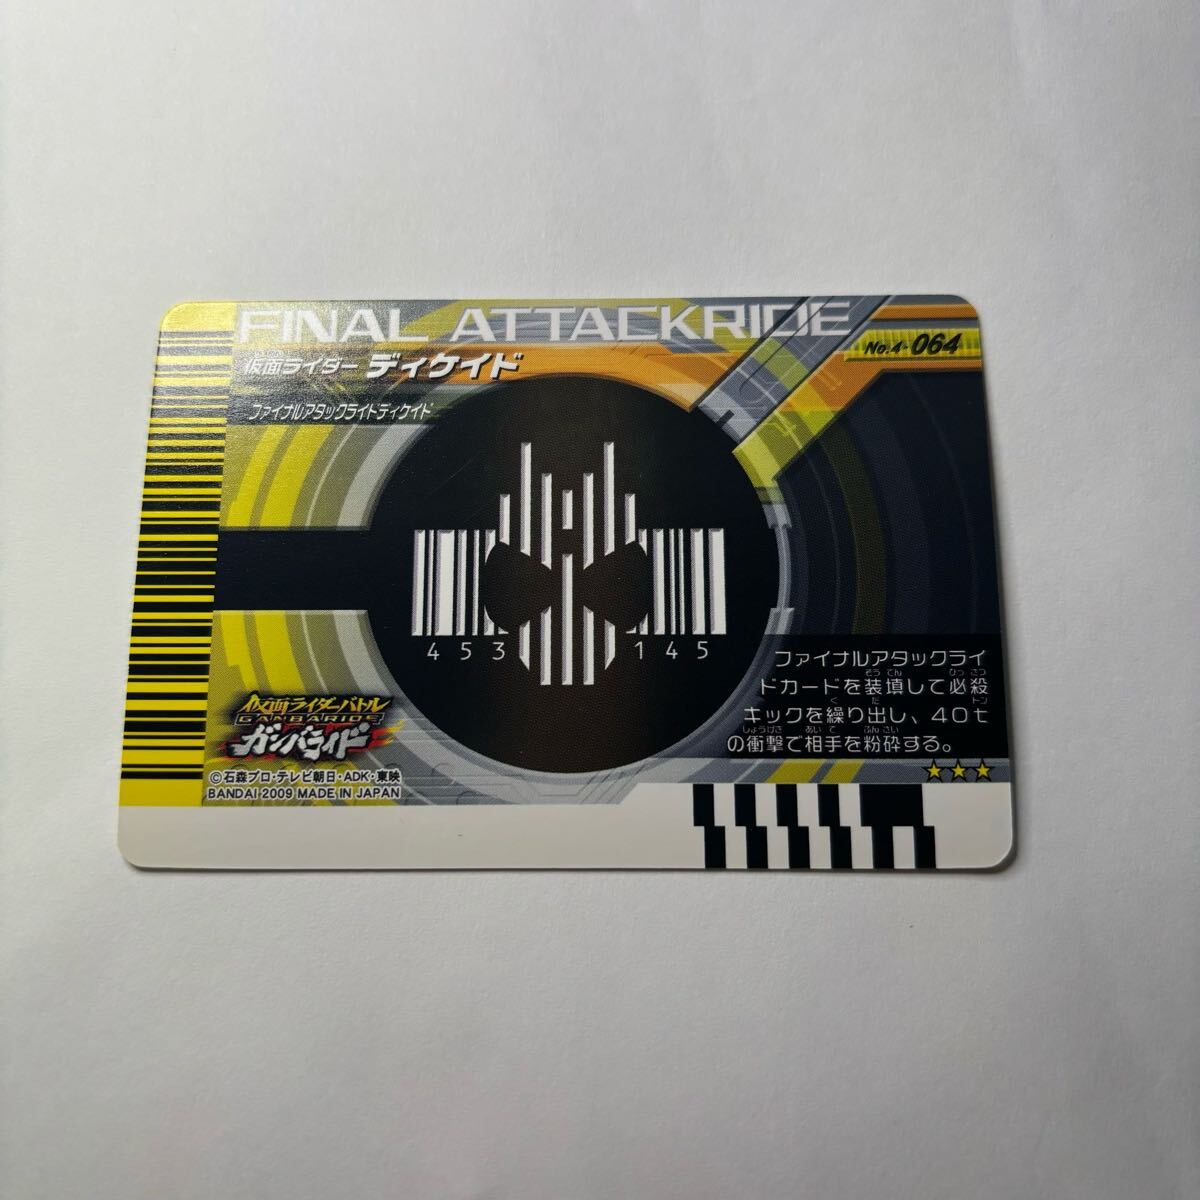 FINAL ATTACKRIDE
No.4-064
仮面ライダー ディケイド
ファイナルアタックライドディケイド
453 145
ファイナルアタックライ
ドカードを装填して必殺
キックを繰り出し、40t
の衝撃で相手を粉砕する。
★★★
仮面ライダーバトル
GANBARIDE
ガンバライド
©石森プロ・テレビ朝日・ADK・東映
BANDAI 2009 MADE IN JAPAN